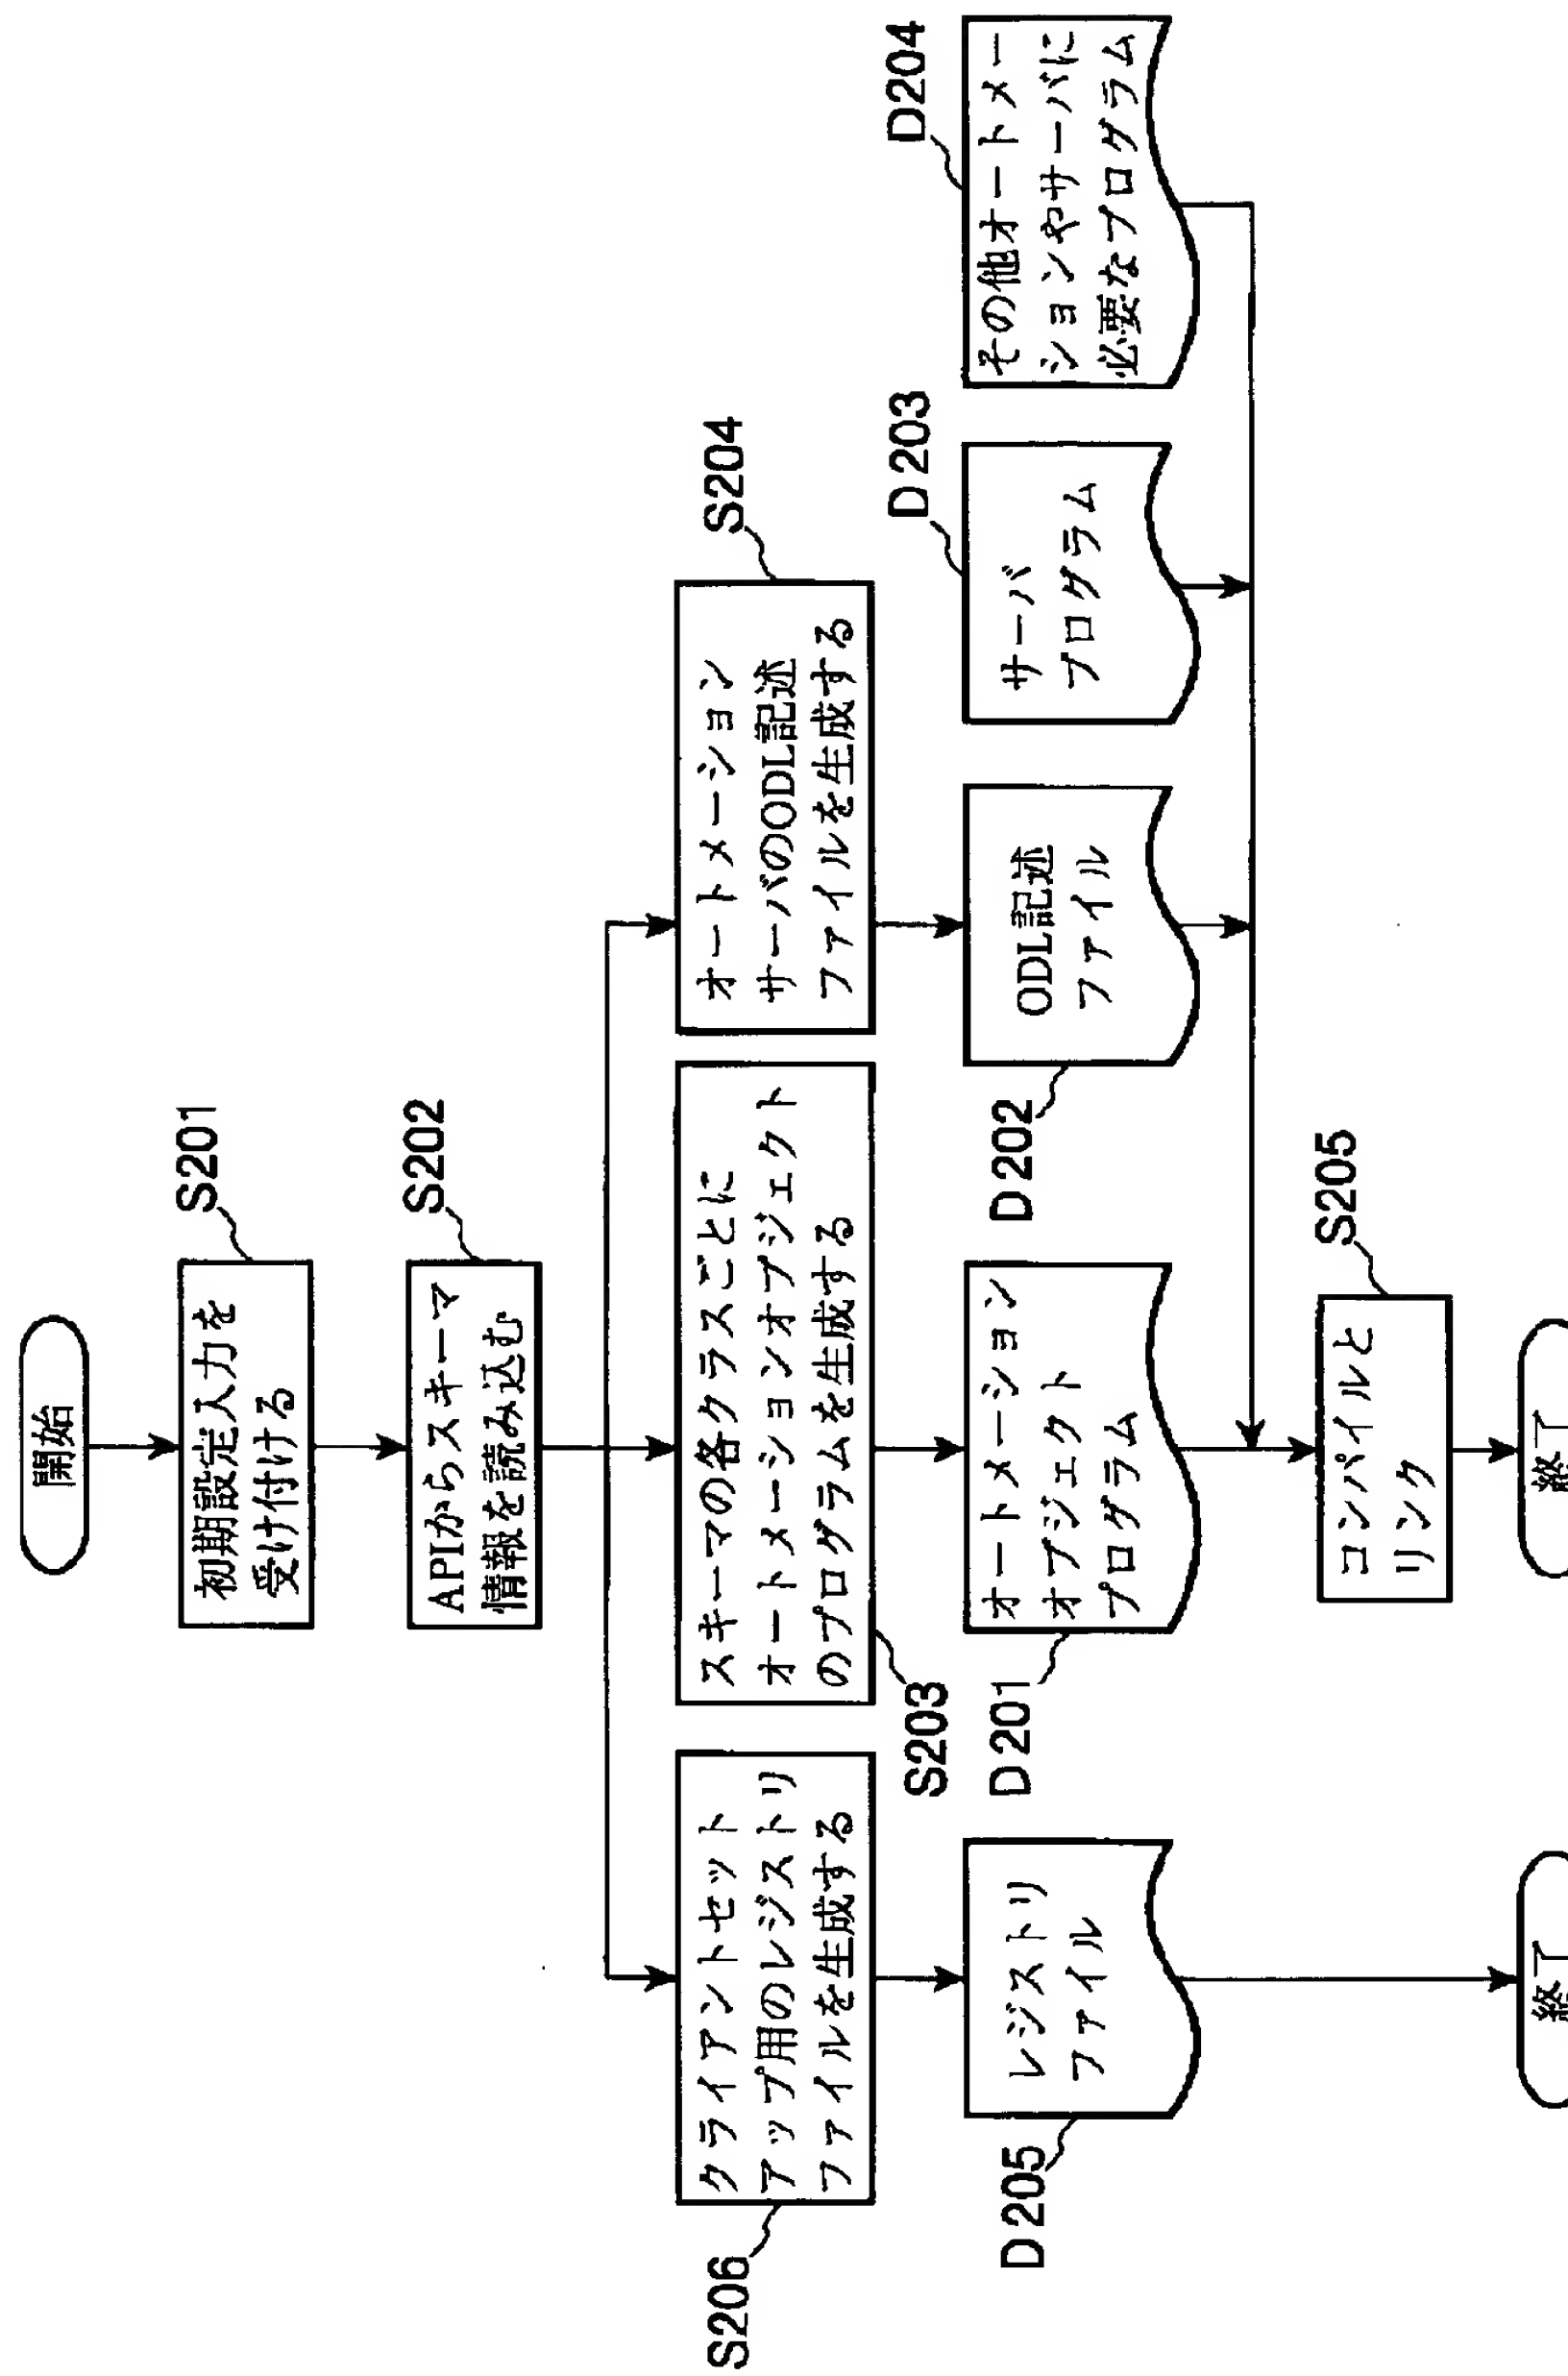 開始
初期設定入力を
受け付ける
S201
APIからスキーマ
情報を読み込む
S202
クライアントセット
アップ用のレジストリ
ファイルを生成する
S206
スキーマの各クラスごとに
オートメーションオブジェクト
のプログラムを生成する
S203
オートメーション
サーバのODL記述
ファイルを生成する
S204
レジストリ
ファイル
D205
オートメーション
オブジェクト
プログラム
D201
ODL記述
ファイル
D202
サーバ
プログラム
D203
その他オートメー
ションやサーバに
必要なプログラム
D204
コンパイルと
リンク
S205
終了
終了